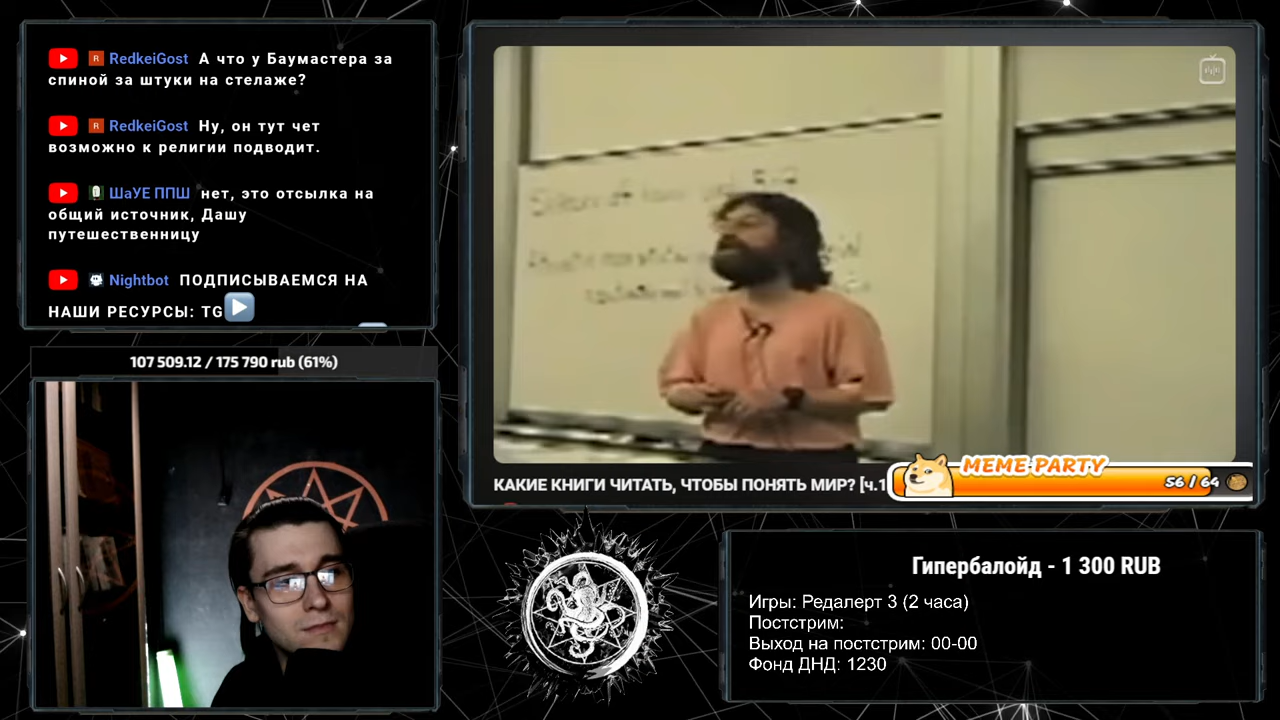 RedkeiGost А что у Баумастера за
спиной за штуки на стелаже?
RedkeiGost Ну, он тут чет
возможно к религии подводит.
ШаУЕ ППШ нет, это отсылка на
общий источник, Дашу
путешественницу
Nightbot ПОДПИСЫВАЕМСЯ НА
НАШИ РЕСУРСЫ: TG
107 509.12 / 175 790 rub (61%)
КАКИЕ КНИГИ ЧИТАТЬ, ЧТОБЫ ПОНЯТЬ МИР? [ч.1
MEME PARTY
56 / 64
Гипербалойд - 1 300 RUB
Игры: Редалерт 3 (2 часа)
Постстрим:
Выход на постстрим: 00-00
Фонд ДНД: 1230